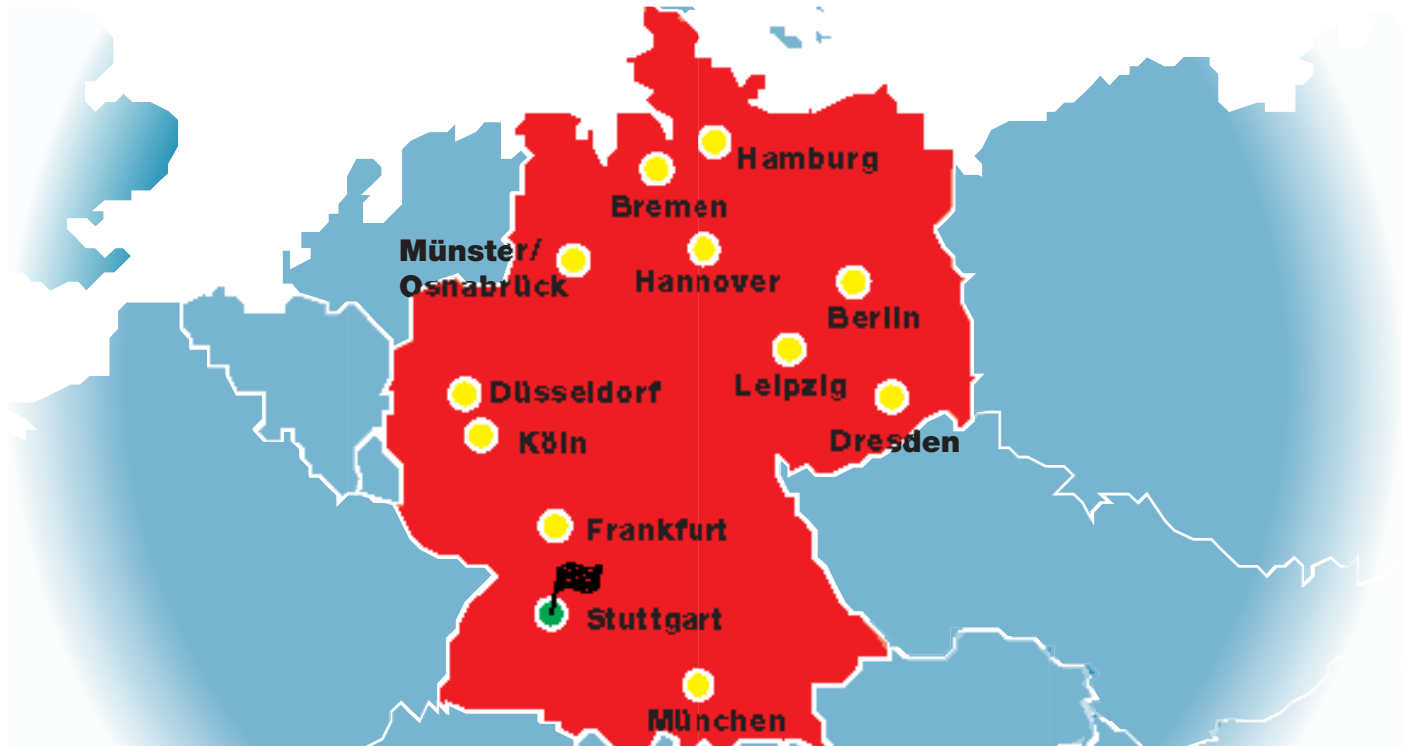 Hamburg
Bremen
Münster/
Osnabrück
Hannover
Berlin
Leipzig
Düsseldorf
Köln
Dresden
Frankfurt
Stuttgart
München